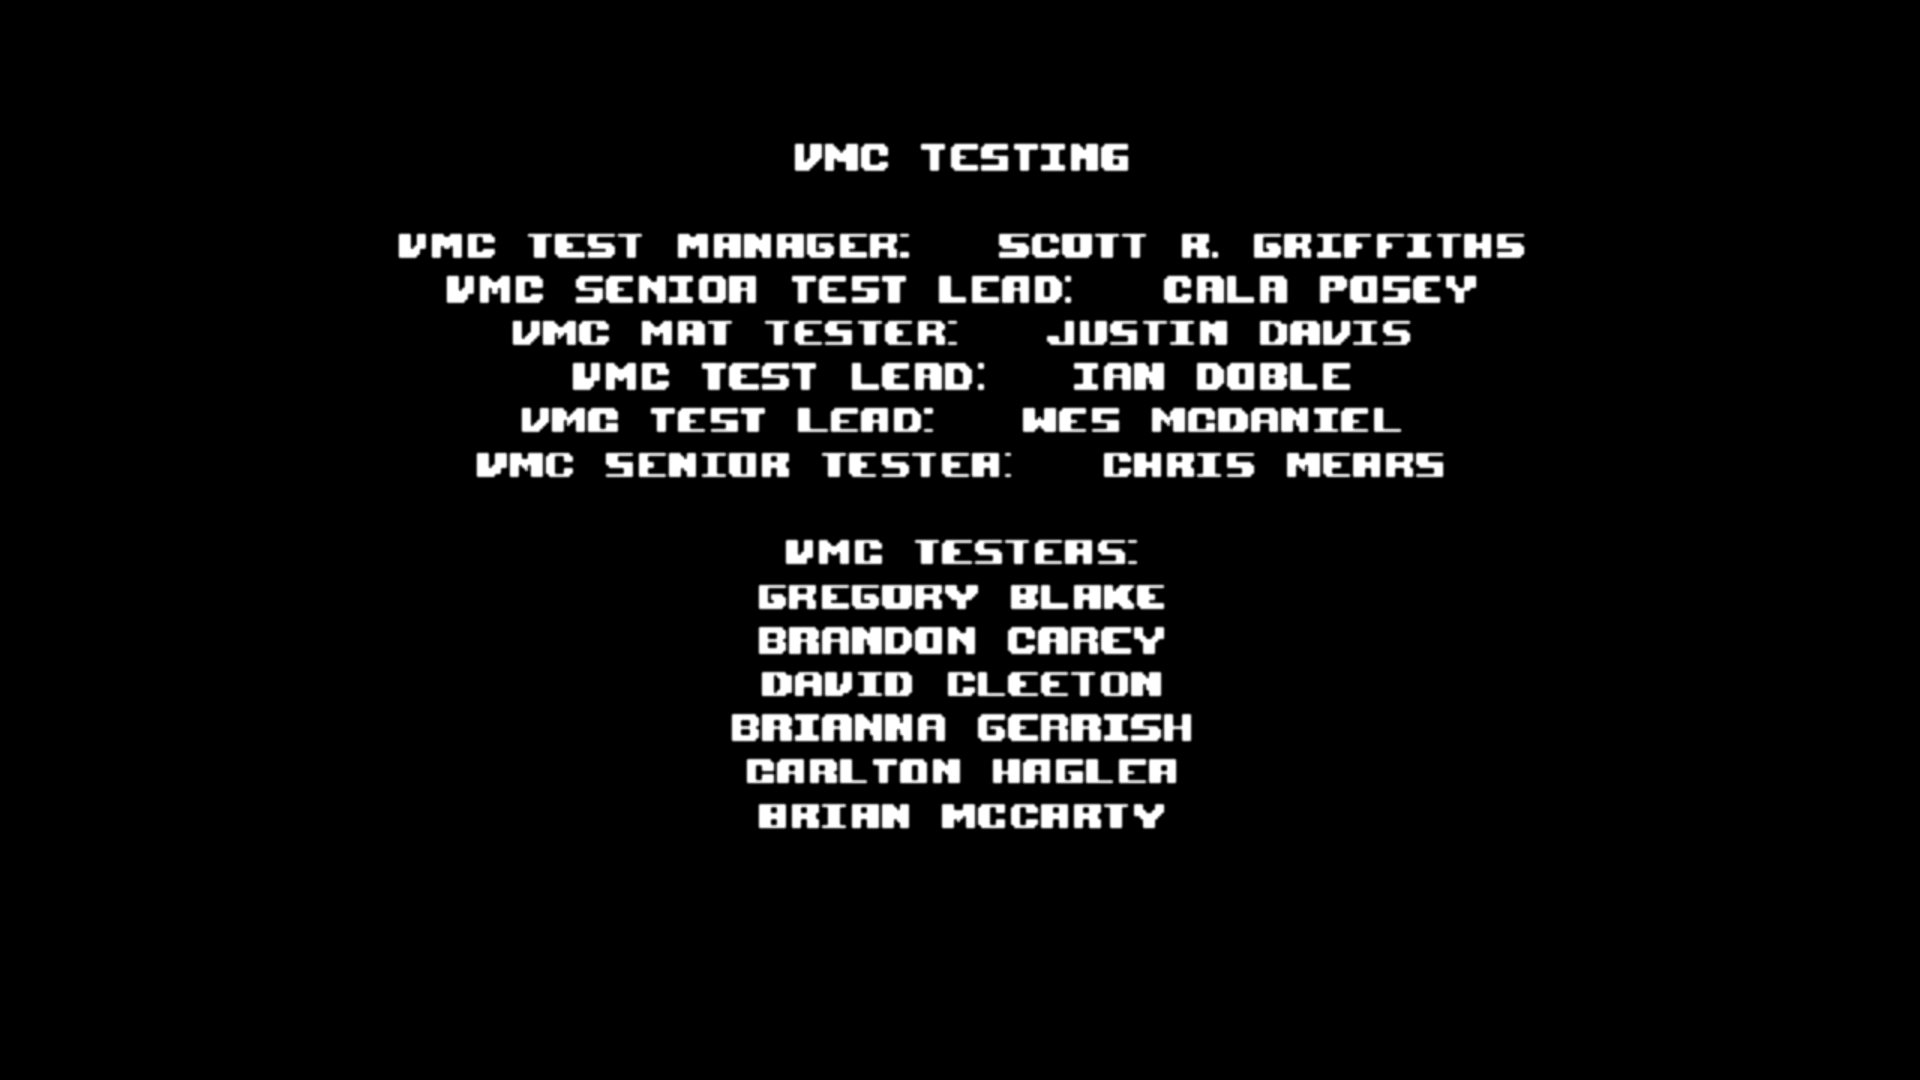 VMC TESTING
VMC TEST MANAGER: SCOTT R. GRIFFITHS
VMC SENIOR TEST LEAD: CALA POSEY
VMC MAT TESTER: JUSTIN DAVIS
VMC TEST LEAD: IAN DOBLE
VMC TEST LEAD: WES MCDANIEL
VMC SENIOR TESTER: CHRIS MEARS
VMC TESTERS:
GREGORY BLAKE
BRANDON CAREY
DAVID CLEETON
BRIANNA GERRISH
CARLTON HAGLER
BRIAN MCCARTY